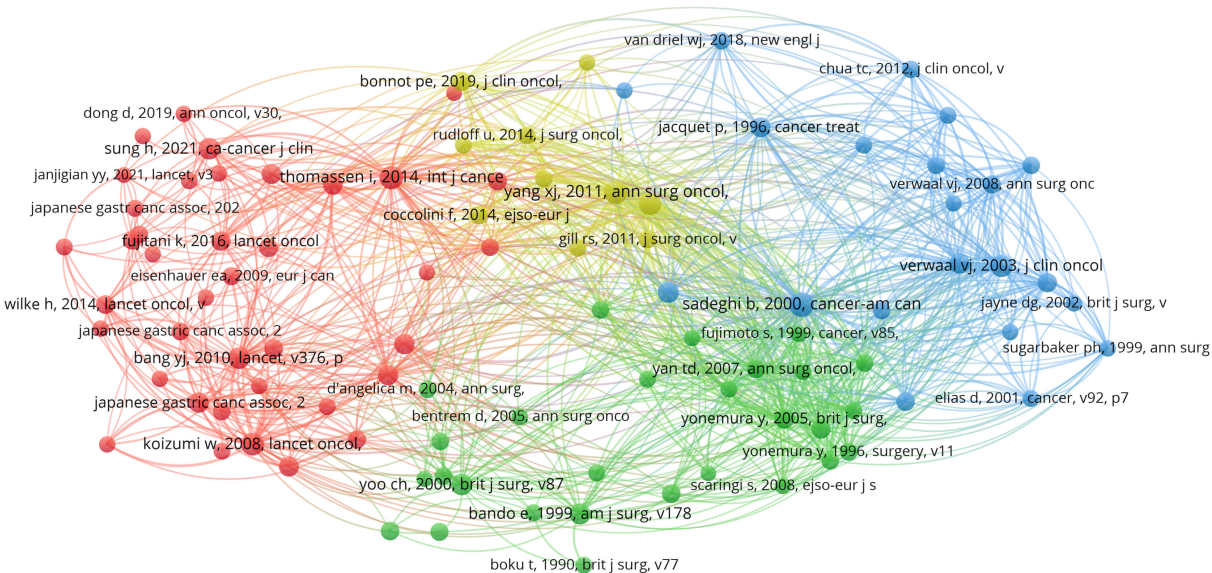 van driel wj, 2018, new engl j
chua tc, 2012, j clin oncol, v
bonnot pe, 2019, j clin oncol,
dong d, 2019, ann oncol, v30,
jacquet p, 1996, cancer treat
rudloff u, 2014, j surg oncol,
sung h, 2021, ca-cancer j clin
janjigian yy, 2021, lancet, v3
thomassen i, 2014, int j cance
verwaal vj, 2008, ann surg onc
yang xj, 2011, ann surg oncol,
japanese gastr canc assoc, 202
coccolini f, 2014, ejso-eur j
fujitani k, 2016, lancet oncol
gill rs, 2011, j surg oncol, v
verwaal vj, 2003, j clin oncol
eisenhauer ea, 2009, eur j can
wilke h, 2014, lancet oncol, v
sadeghi b, 2000, cancer-am can
jayne dg, 2002, brit j surg, v
japanese gastric canc assoc, 2
fujimoto s, 1999, cancer, v85,
sugarbaker ph, 1999, ann surg
bang yj, 2010, lancet, v376, p
yan td, 2007, ann surg oncol,
d'angelica m, 2004, ann surg,
elias d, 2001, cancer, v92, p7
japanese gastric canc assoc, 2
bentrem d, 2005, ann surg onco
yonemura y, 2005, brit j surg,
koizumi w, 2008, lancet oncol,
yonemura y, 1996, surgery, v11
yoo ch, 2000, brit j surg, v87
scaringi s, 2008, ejso-eur j s
bando e, 1999, am j surg, v178
boku t, 1990, brit j surg, v77